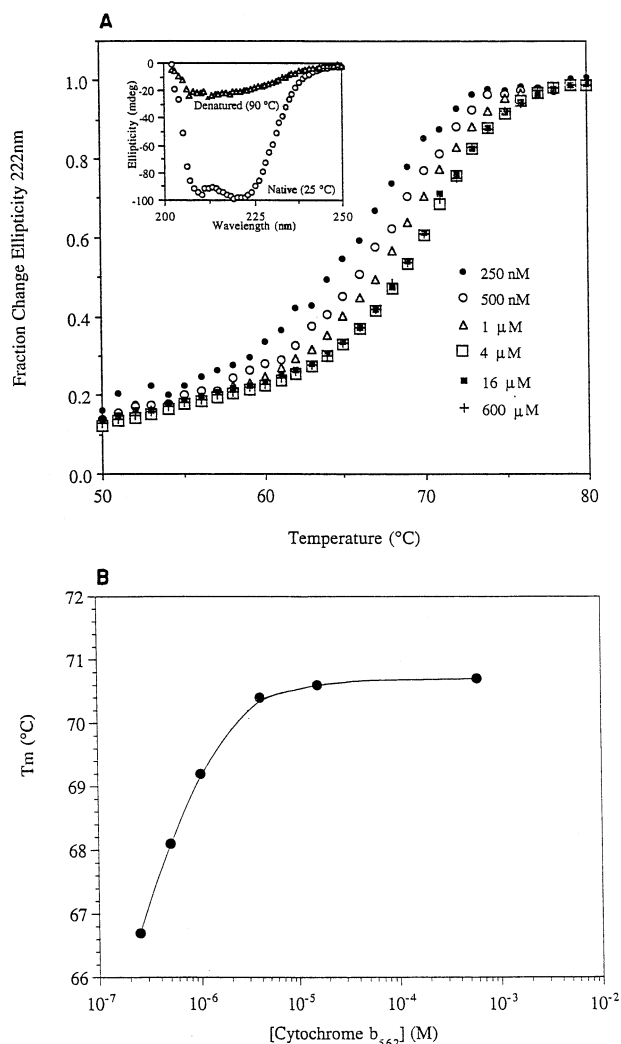 A
Fraction Change Ellipticity 222nm
1.0
0.8
0.6
0.4
0.2
0.0
50
60
70
80
Temperature (°C)
Ellipticity (mdeg)
0
-20
-40
-60
-80
-100
200
225
250
Wavelength (nm)
Denatured (90 °C)
Native (25 °C)
250 nM
500 nM
1 μM
4 μM
16 μM
600 μM
B
Tm (°C)
72
71
70
69
68
67
66
10⁻⁷
10⁻⁶
10⁻⁵
10⁻⁴
10⁻³
10⁻²
[Cytochrome b₅₆₂] (M)